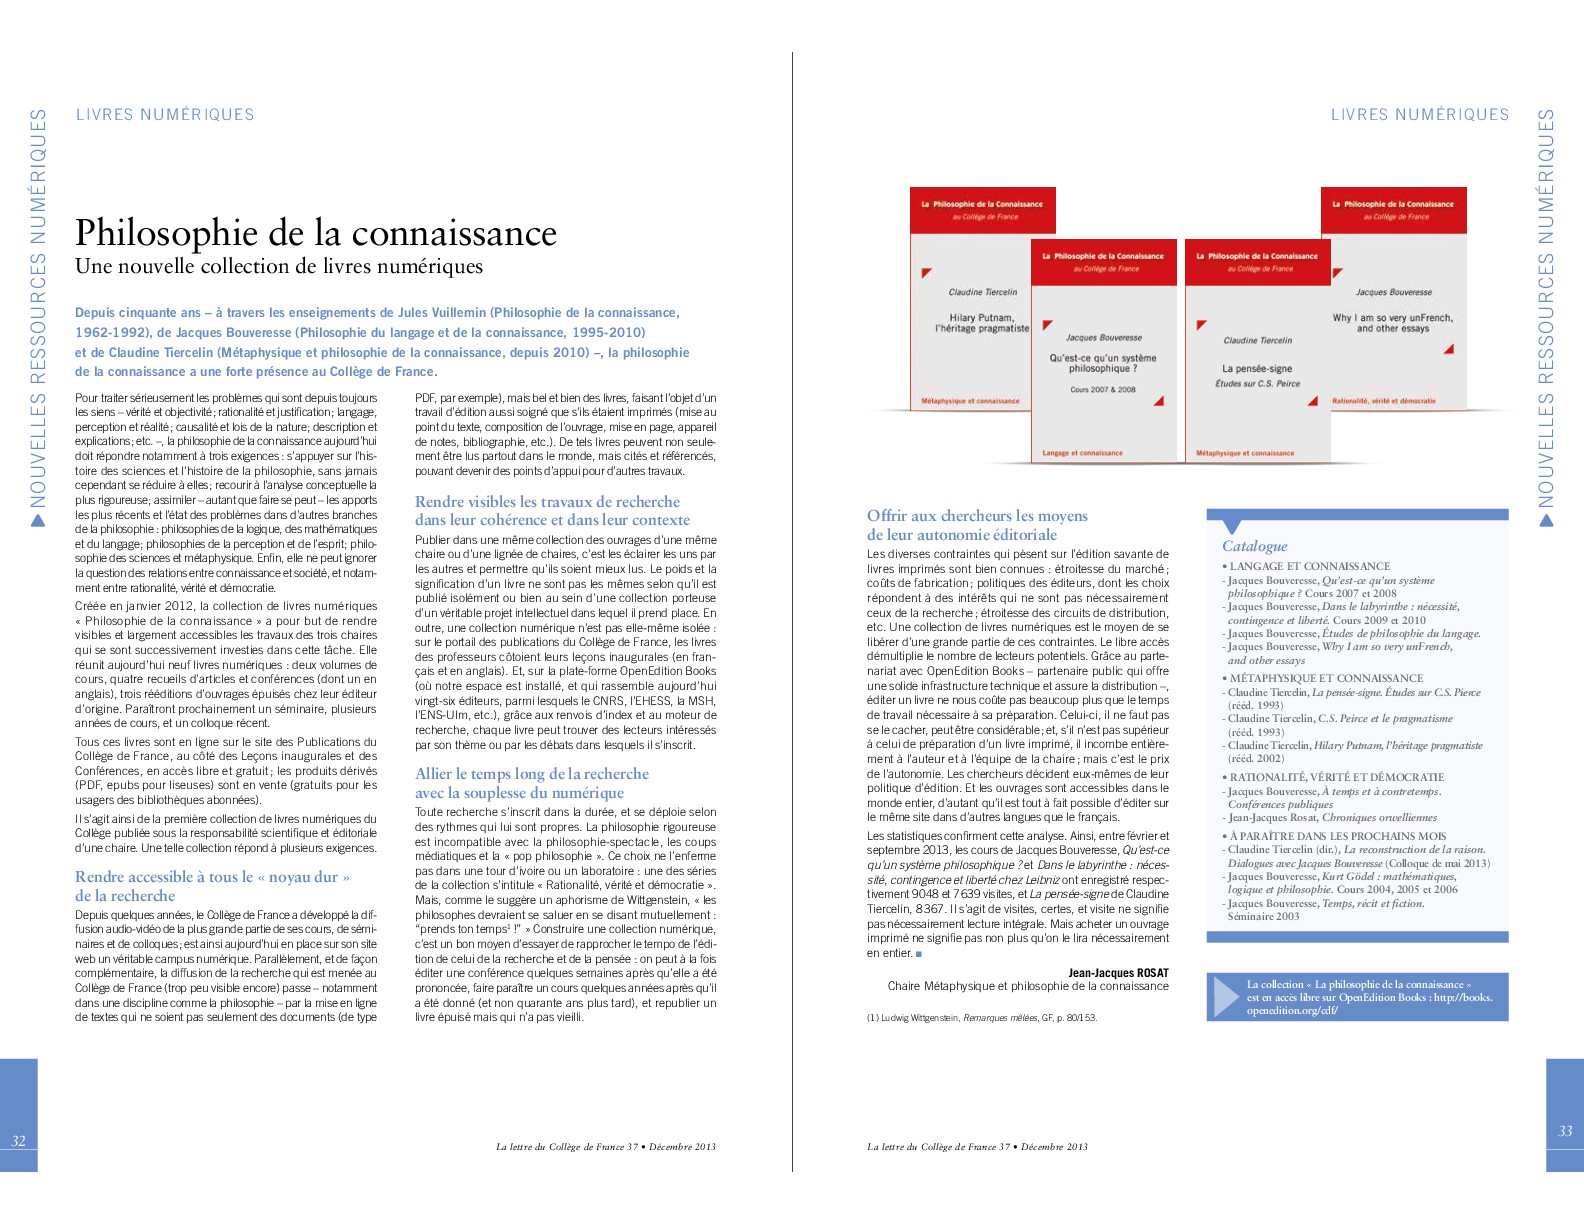 NOUVELLES RESSOURCES NUMÉRIQUES
LIVRES NUMÉRIQUES
Philosophie de la connaissance
Une nouvelle collection de livres numériques
Depuis cinquante ans – à travers les enseignements de Jules Vuillemin (Philosophie de la connaissance,
1962-1992), de Jacques Bouveresse (Philosophie du langage et de la connaissance, 1995-2010)
et de Claudine Tiercelin (Métaphysique et philosophie de la connaissance, depuis 2010) –, la philosophie
de la connaissance a une forte présence au Collège de France.
Pour traiter sérieusement les problèmes qui sont depuis toujours
les siens – vérité et objectivité ; rationalité et justification ; langage,
perception et réalité ; causalité et lois de la nature ; description et
explications ; etc. –, la philosophie de la connaissance aujourd'hui
doit répondre notamment à trois exigences : s'appuyer sur l'his-
toire des sciences et l'histoire de la philosophie, sans jamais
cependant se réduire à elles ; recourir à l'analyse conceptuelle la
plus rigoureuse ; assimiler – autant que faire se peut – les apports
les plus récents et l'état des problèmes dans d'autres branches
de la philosophie : philosophies de la logique, des mathématiques
et du langage ; philosophies de la perception et de l'esprit ; philo-
sophie des sciences et métaphysique. Enfin, elle ne peut ignorer
la question des relations entre connaissance et société, et notam-
ment entre rationalité, vérité et démocratie.
Créée en janvier 2012, la collection de livres numériques
« Philosophie de la connaissance » a pour but de rendre
visibles et largement accessibles les travaux des trois chaires
qui se sont successivement investies dans cette tâche. Elle
réunit aujourd'hui neuf livres numériques : deux volumes de
cours, quatre recueils d'articles et conférences (dont un en
anglais), trois rééditions d'ouvrages épuisés chez leur éditeur
d'origine. Paraîtront prochainement un séminaire, plusieurs
années de cours, et un colloque récent.
Tous ces livres sont en ligne sur le site des Publications du
Collège de France, au côté des Leçons inaugurales et des
Conférences, en accès libre et gratuit ; les produits dérivés
(PDF, epubs pour liseuses) sont en vente (gratuits pour les
usagers des bibliothèques abonnées).
Il s'agit ainsi de la première collection de livres numériques du
Collège publiée sous la responsabilité scientifique et éditoriale
d'une chaire. Une telle collection répond à plusieurs exigences.
Rendre accessible à tous le « noyau dur »
de la recherche
Depuis quelques années, le Collège de France a développé la dif-
fusion audio-vidéo de la plus grande partie de ses cours, de sémi-
naires et de colloques ; est ainsi aujourd'hui en place sur son site
web un véritable campus numérique. Parallèlement, et de façon
complémentaire, la diffusion de la recherche qui est menée au
Collège de France (trop peu visible encore) passe – notamment
dans une discipline comme la philosophie – par la mise en ligne
de textes qui ne soient pas seulement des documents (de type
PDF, par exemple), mais bel et bien des livres, faisant l'objet d'un
travail d'édition aussi soigné que s'ils étaient imprimés (mise au
point du texte, composition de l'ouvrage, mise en page, appareil
de notes, bibliographie, etc.). De tels livres peuvent non seule-
ment être lus partout dans le monde, mais cités et référencés,
pouvant devenir des points d'appui pour d'autres travaux.
Rendre visibles les travaux de recherche
dans leur cohérence et dans leur contexte
Publier dans une même collection des ouvrages d'une même
chaire ou d'une lignée de chaires, c'est les éclairer les uns par
les autres et permettre qu'ils soient mieux lus. Le poids et la
signification d'un livre ne sont pas les mêmes selon qu'il est
publié isolément ou bien au sein d'une collection porteuse
d'un véritable projet intellectuel dans lequel il prend place. En
outre, une collection numérique n'est pas elle-même isolée :
sur le portail des publications du Collège de France, les livres
des professeurs côtoient leurs leçons inaugurales (en fran-
çais et en anglais). Et, sur la plate-forme OpenEdition Books
(où notre espace est installé, et qui rassemble aujourd'hui
vingt-six éditeurs, parmi lesquels le CNRS, l'EHESS, la MSH,
l'ENS-Ulm, etc.), grâce aux renvois d'index et au moteur de
recherche, chaque livre peut trouver des lecteurs intéressés
par son thème ou par les débats dans lesquels il s'inscrit.
Allier le temps long de la recherche
avec la souplesse du numérique
Toute recherche s'inscrit dans la durée, et se déploie selon
des rythmes qui lui sont propres. La philosophie rigoureuse
est incompatible avec la philosophie-spectacle, les coups
médiatiques et la « pop philosophie ». Ce choix ne l'enferme
pas dans une tour d'ivoire ou un laboratoire : une des séries
de la collection s'intitule « Rationalité, vérité et démocratie ».
Mais, comme le suggère un aphorisme de Wittgenstein, « les
philosophes devraient se saluer en se disant mutuellement :
“prends ton temps¹ !” » Construire une collection numérique,
c'est un bon moyen d'essayer de rapprocher le tempo de l'édi-
tion de celui de la recherche et de la pensée : on peut à la fois
éditer une conférence quelques semaines après qu'elle a été
prononcée, faire paraître un cours quelques années après qu'il
a été donné (et non quarante ans plus tard), et republier un
livre épuisé mais qui n'a pas vieilli.
32
La lettre du Collège de France 37 • Décembre 2013
LIVRES NUMÉRIQUES
NOUVELLES RESSOURCES NUMÉRIQUES
La Philosophie de la Connaissance
au Collège de France
Claudine Tiercelin
Hilary Putnam,
l'héritage pragmatiste
Métaphysique et connaissance
La Philosophie de la Connaissance
au Collège de France
Jacques Bouveresse
Qu'est-ce qu'un système
philosophique ?
Cours 2007 & 2008
Langage et connaissance
La Philosophie de la Connaissance
au Collège de France
Claudine Tiercelin
La pensée-signe
Études sur C.S. Peirce
Métaphysique et connaissance
La Philosophie de la Connaissance
au Collège de France
Jacques Bouveresse
Why I am so very unFrench,
and other essays
Rationalité, vérité et démocratie
Offrir aux chercheurs les moyens
de leur autonomie éditoriale
Les diverses contraintes qui pèsent sur l'édition savante de
livres imprimés sont bien connues : étroitesse du marché ;
coûts de fabrication ; politiques des éditeurs, dont les choix
répondent à des intérêts qui ne sont pas nécessairement
ceux de la recherche ; étroitesse des circuits de distribution,
etc. Une collection de livres numériques est le moyen de se
libérer d'une grande partie de ces contraintes. Le libre accès
démultiplie le nombre de lecteurs potentiels. Grâce au parte-
nariat avec OpenEdition Books – partenaire public qui offre
une solide infrastructure technique et assure la distribution –,
éditer un livre ne nous coûte pas beaucoup plus que le temps
de travail nécessaire à sa préparation. Celui-ci, il ne faut pas
se le cacher, peut être considérable ; et, s'il n'est pas supérieur
à celui de préparation d'un livre imprimé, il incombe entière-
ment à l'auteur et à l'équipe de la chaire ; mais c'est le prix
de l'autonomie. Les chercheurs décident eux-mêmes de leur
politique d'édition. Et les ouvrages sont accessibles dans le
monde entier, d'autant qu'il est tout à fait possible d'éditer sur
le même site dans d'autres langues que le français.
Les statistiques confirment cette analyse. Ainsi, entre février et
septembre 2013, les cours de Jacques Bouveresse, Qu'est-ce
qu'un système philosophique ? et Dans le labyrinthe : néces-
sité, contingence et liberté chez Leibniz ont enregistré respec-
tivement 9 048 et 7 639 visites, et La pensée-signe de Claudine
Tiercelin, 8 367. Il s'agit de visites, certes, et visite ne signifie
pas nécessairement lecture intégrale. Mais acheter un ouvrage
imprimé ne signifie pas non plus qu'on le lira nécessairement
en entier. ■
Jean-Jacques ROSAT
Chaire Métaphysique et philosophie de la connaissance
(1) Ludwig Wittgenstein, Remarques mêlées, GF, p. 80/153.
Catalogue
• LANGAGE ET CONNAISSANCE
- Jacques Bouveresse, Qu'est-ce qu'un système
philosophique ? Cours 2007 et 2008
- Jacques Bouveresse, Dans le labyrinthe : nécessité,
contingence et liberté. Cours 2009 et 2010
- Jacques Bouveresse, Études de philosophie du langage.
- Jacques Bouveresse, Why I am so very unFrench,
and other essays
• MÉTAPHYSIQUE ET CONNAISSANCE
- Claudine Tiercelin, La pensée-signe. Études sur C.S. Pierce
(rééd. 1993)
- Claudine Tiercelin, C.S. Peirce et le pragmatisme
(rééd. 1993)
- Claudine Tiercelin, Hilary Putnam, l'héritage pragmatiste
(rééd. 2002)
• RATIONALITÉ, VÉRITÉ ET DÉMOCRATIE
- Jacques Bouveresse, À temps et à contretemps.
Conférences publiques
- Jean-Jacques Rosat, Chroniques orwelliennes
• À PARAÎTRE DANS LES PROCHAINS MOIS
- Claudine Tiercelin (dir.), La reconstruction de la raison.
Dialogues avec Jacques Bouveresse (Colloque de mai 2013)
- Jacques Bouveresse, Kurt Gödel : mathématiques,
logique et philosophie. Cours 2004, 2005 et 2006
- Jacques Bouveresse, Temps, récit et fiction.
Séminaire 2003
La collection « La philosophie de la connaissance »
est en accès libre sur OpenEdition Books : http://books.
openedition.org/cdf/
La lettre du Collège de France 37 • Décembre 2013
33